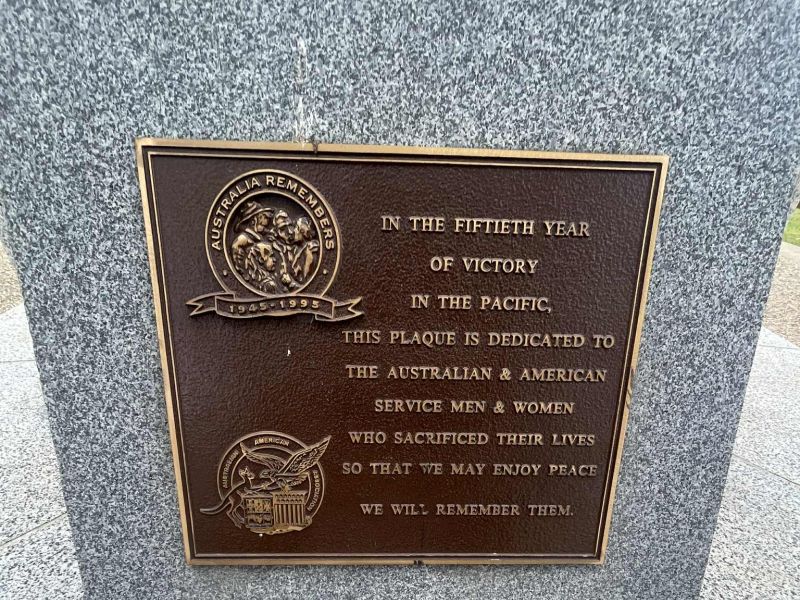 AUSTRALIA REMEMBERS
1945-1995
IN THE FIFTIETH YEAR
OF VICTORY
IN THE PACIFIC,
THIS PLAQUE IS DEDICATED TO
THE AUSTRALIAN & AMERICAN
SERVICE MEN & WOMEN
WHO SACRIFICED THEIR LIVES
SO THAT WE MAY ENJOY PEACE
WE WILL REMEMBER THEM.
AUSTRALIAN AMERICAN ASSOCIATION